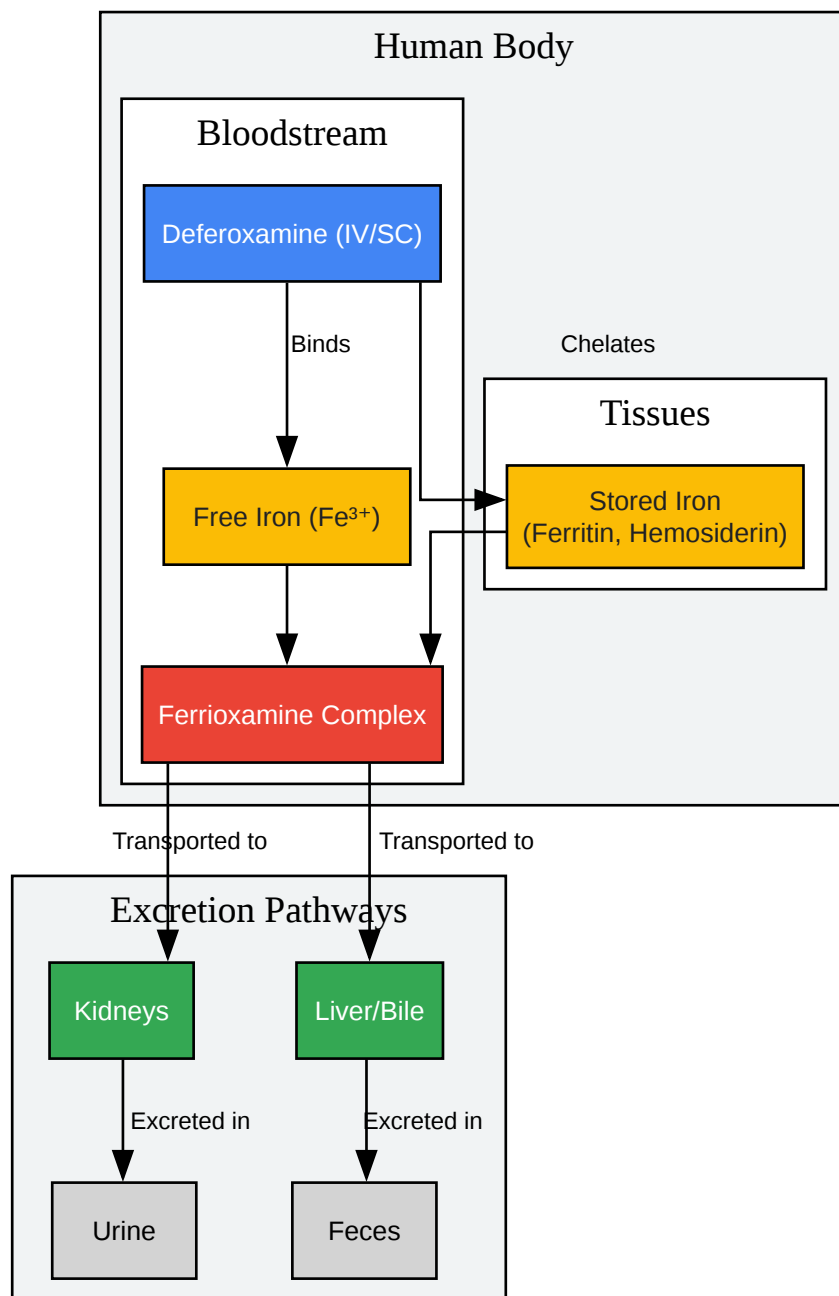 Human Body
Bloodstream
Deferoxamine (IV/SC)
Binds
Chelates
Tissues
Free Iron (Fe³⁺)
Stored Iron
(Ferritin, Hemosiderin)
Ferrioxamine Complex
Transported to
Transported to
Excretion Pathways
Kidneys
Liver/Bile
Excreted in
Excreted in
Urine
Feces